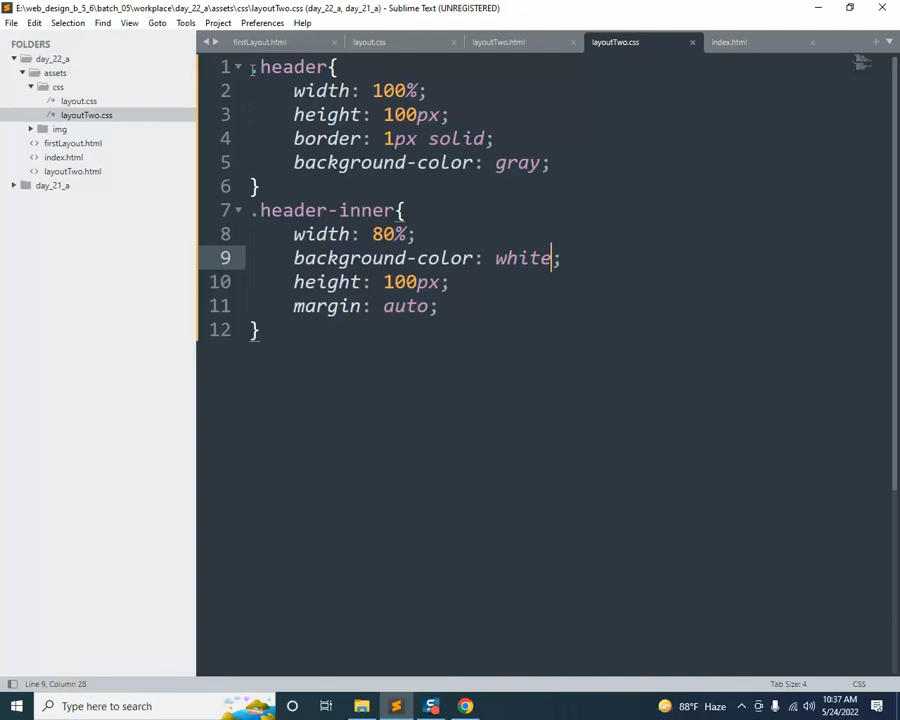 E:\web_design_b_5_6\batch_05\workplace\day_22_a\assets\css\layoutTwo.css (day_22_a, day_21_a) - Sublime Text (UNREGISTERED)
File Edit Selection Find View Goto Tools Project Preferences Help
FOLDERS
day_22_a
assets
css
layout.css
layoutTwo.css
img
firstLayout.html
index.html
layoutTwo.html
day_21_a
firstLayout.html layout.css layoutTwo.html layoutTwo.css index.html
1 .header{
2 width: 100%;
3 height: 100px;
4 border: 1px solid;
5 background-color: gray;
6 }
7 .header-inner{
8 width: 80%;
9 background-color: white;
10 height: 100px;
11 margin: auto;
12 }
Line 9, Column 28 Tab Size: 4 CSS
Type here to search 88°F Haze 10:37 AM
5/24/2022